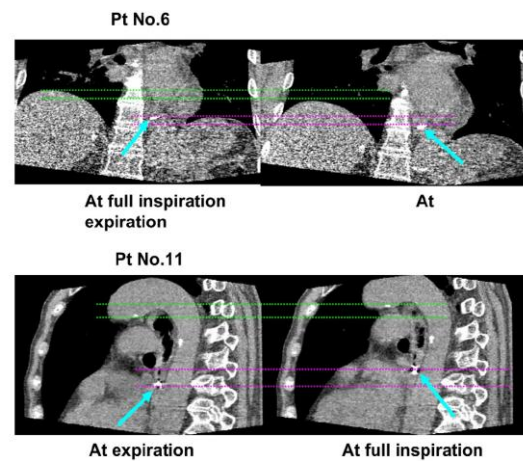 Pt No.6
At full inspiration At
expiration
Pt No.11
At expiration At full inspiration